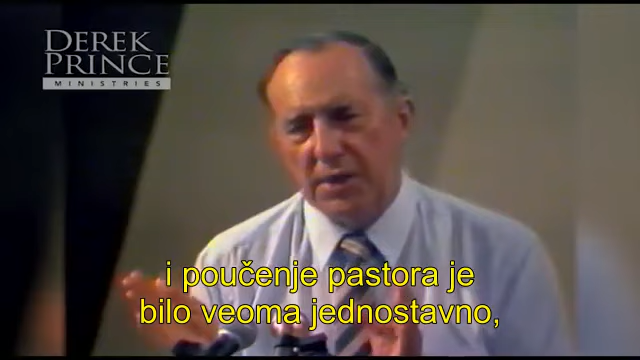 DEREK
PRINCE
MINISTRIES
i poučenje pastora je
bilo veoma jednostavno,